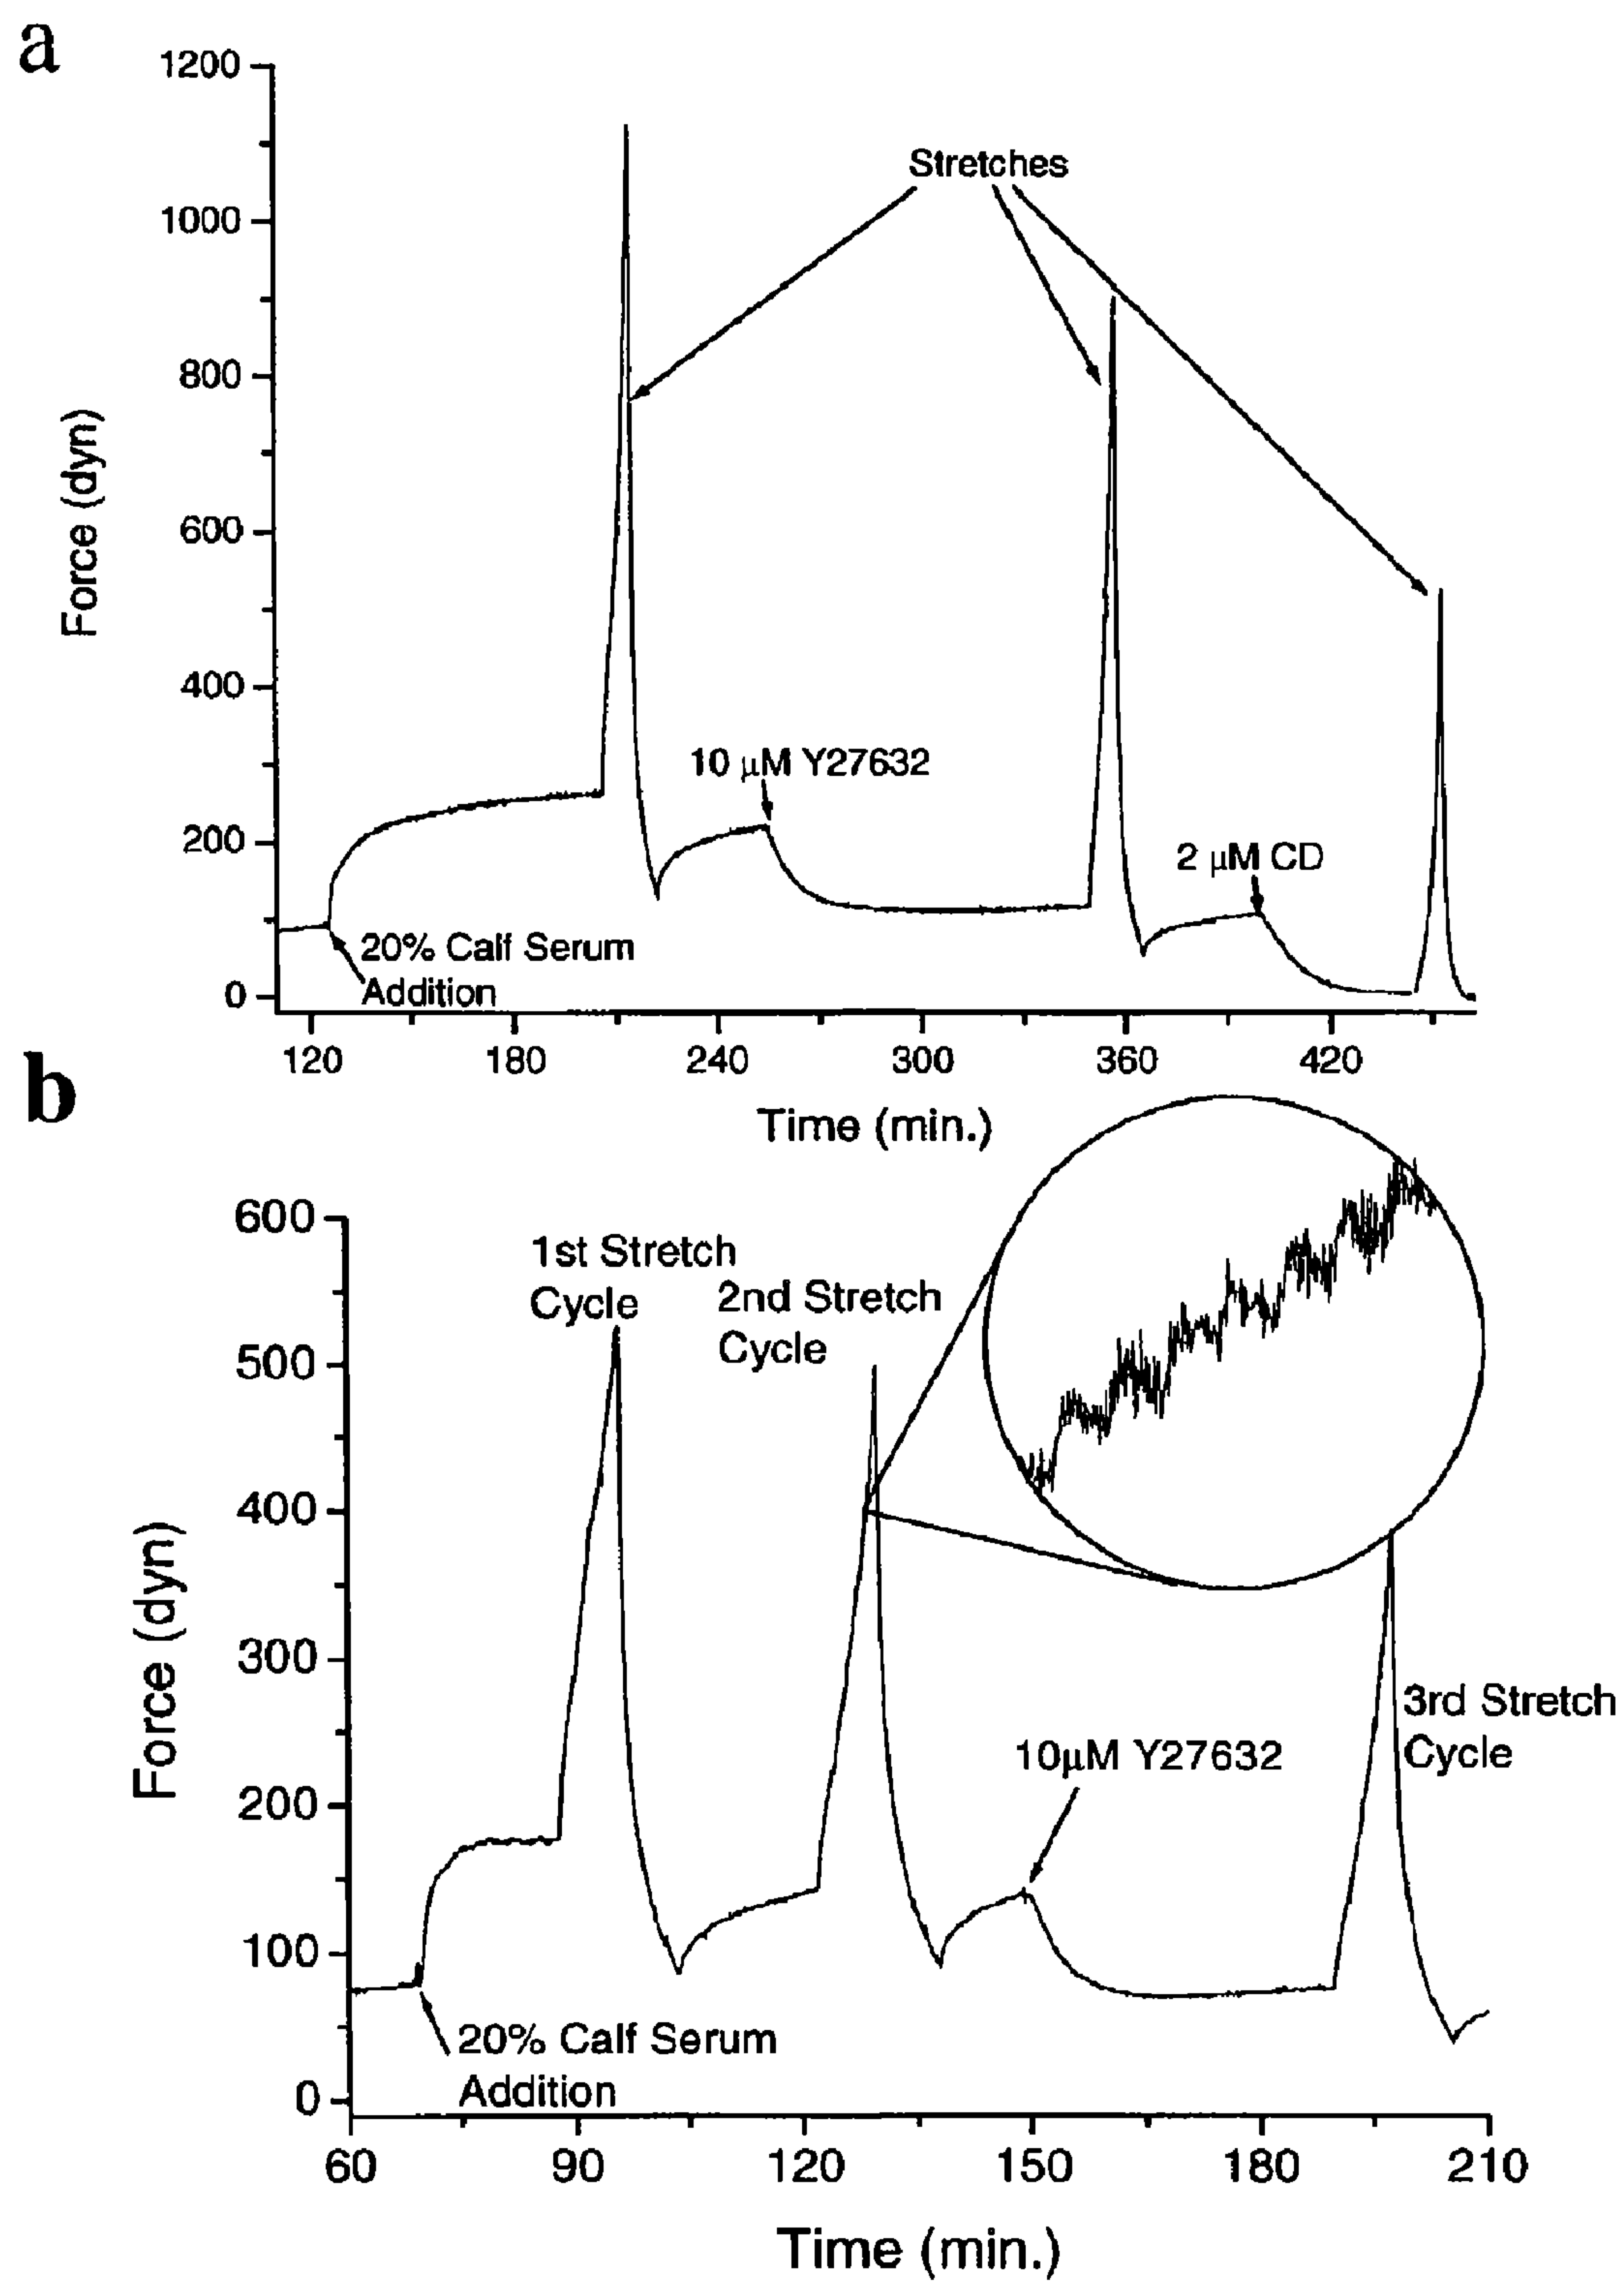 a
1200
1000
800
600
400
200
0
Force (dyn)
Stretches
10 μM Y27632
2 μM CD
20% Calf Serum
Addition
120 180 240 300 360 420
Time (min.)
b
600
500
400
300
200
100
0
Force (dyn)
1st Stretch
Cycle
2nd Stretch
Cycle
10μM Y27632
3rd Stretch
Cycle
20% Calf Serum
Addition
60 90 120 150 180 210
Time (min.)